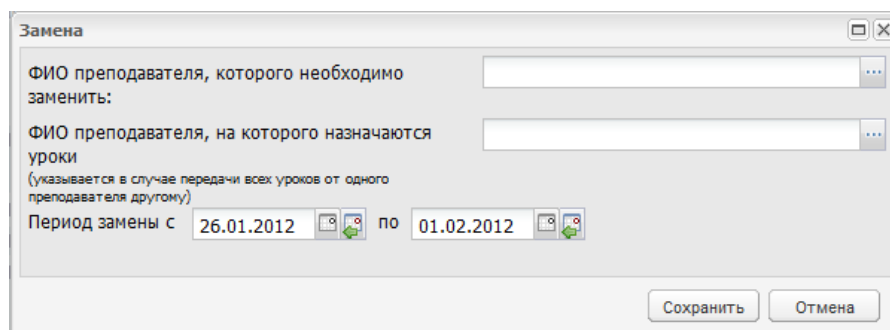 Замена
ФИО преподавателя, которого необходимо
заменить:
ФИО преподавателя, на которого назначаются
уроки
(указывается в случае передачи всех уроков от одного
преподавателя другому)
Период замены с 26.01.2012 по 01.02.2012
Сохранить Отмена